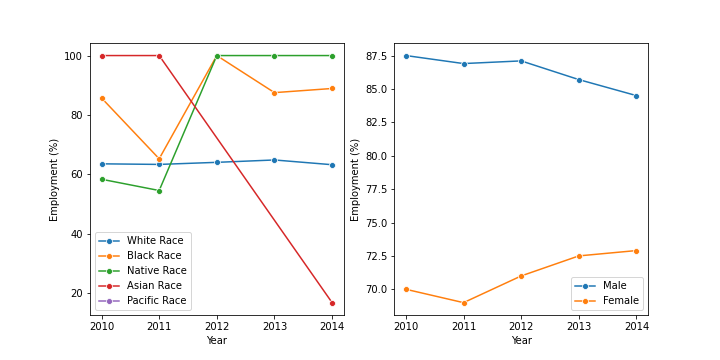 100
80
60
40
20
Employment (%)
2010 2011 2012 2013 2014
Year
White Race
Black Race
Native Race
Asian Race
Pacific Race
87.5
85.0
82.5
80.0
77.5
75.0
72.5
70.0
Employment (%)
2010 2011 2012 2013 2014
Year
Male
Female